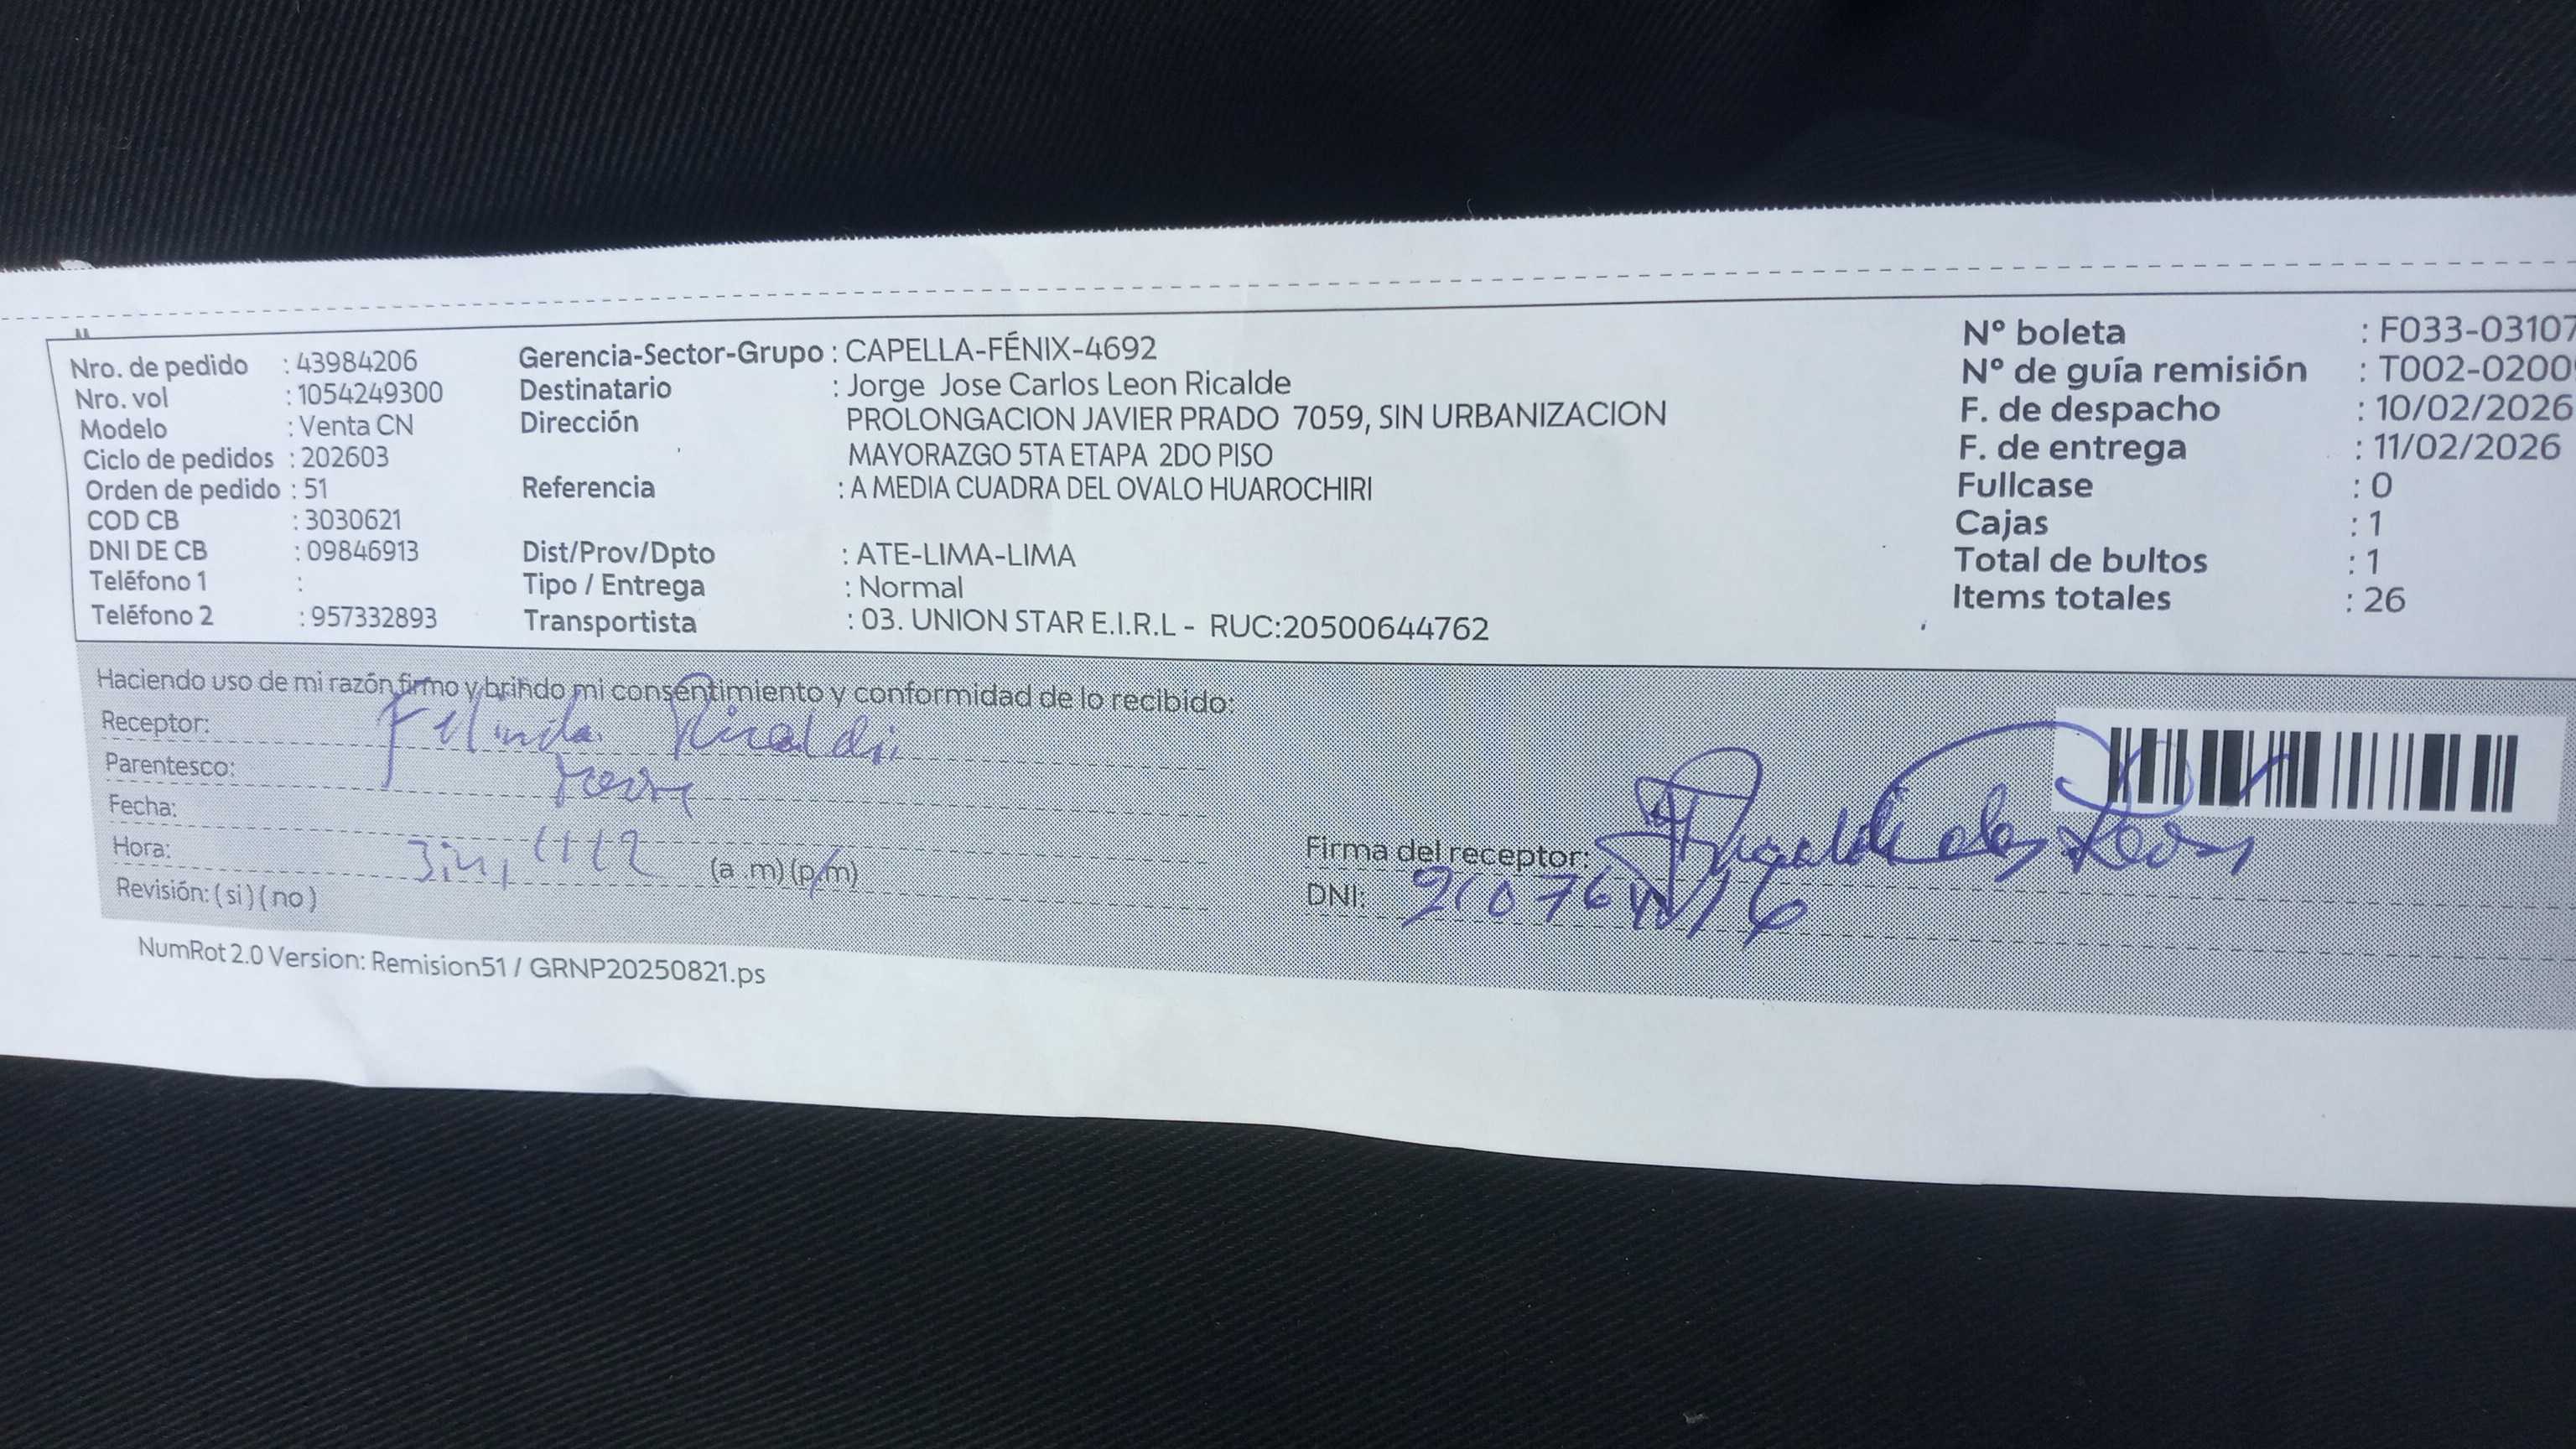 Nro. de pedido : 43984206
Nro. vol : 1054249300
Modelo : Venta CN
Ciclo de pedidos : 202603
Orden de pedido : 51
COD CB : 3030621
DNI DE CB : 09846913
Teléfono 1 :
Teléfono 2 : 957332893
Gerencia-Sector-Grupo : CAPELLA-FÉNIX-4692
Destinatario : Jorge Jose Carlos Leon Ricalde
Dirección PROLONGACION JAVIER PRADO 7059, SIN URBANIZACION
MAYORAZGO 5TA ETAPA 2DO PISO
Referencia : A MEDIA CUADRA DEL OVALO HUAROCHIRI
Dist/Prov/Dpto : ATE-LIMA-LIMA
Tipo / Entrega : Normal
Transportista : 03. UNION STAR E.I.R.L - RUC:20500644762
Nº boleta : F033-03107
Nº de guía remisión : T002-0200
F. de despacho : 10/02/2026
F. de entrega : 11/02/2026
Fullcase : 0
Cajas : 1
Total de bultos : 1
Items totales : 26
Haciendo uso de mi razón firmo y brindo mi consentimiento y conformidad de lo recibido:
Receptor:
Parentesco:
Fecha:
Hora: (a .m) (p/m)
Revisión: ( si ) ( no )
Firma del receptor:
DNI:
NumRot 2.0 Version: Remision51 / GRNP20250821.ps